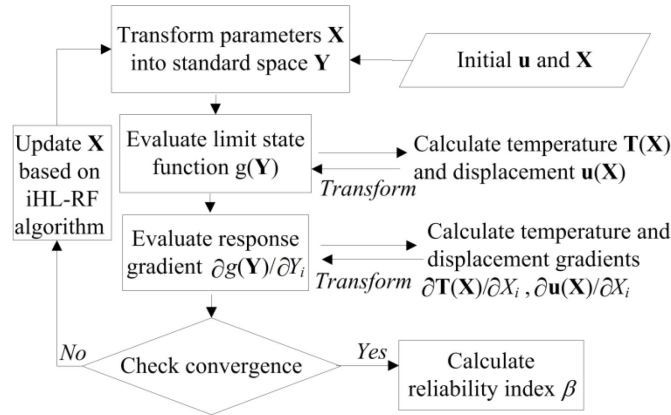 Transform parameters X
into standard space Y
Initial u and X
Update X
based on
iHL-RF
algorithm
Evaluate limit state
function g(Y)
Transform
Calculate temperature T(X)
and displacement u(X)
Evaluate response
gradient ∂g(Y)/∂Yᵢ
Transform
Calculate temperature and
displacement gradients
∂T(X)/∂Xᵢ , ∂u(X)/∂Xᵢ
No
Check convergence
Yes
Calculate
reliability index β